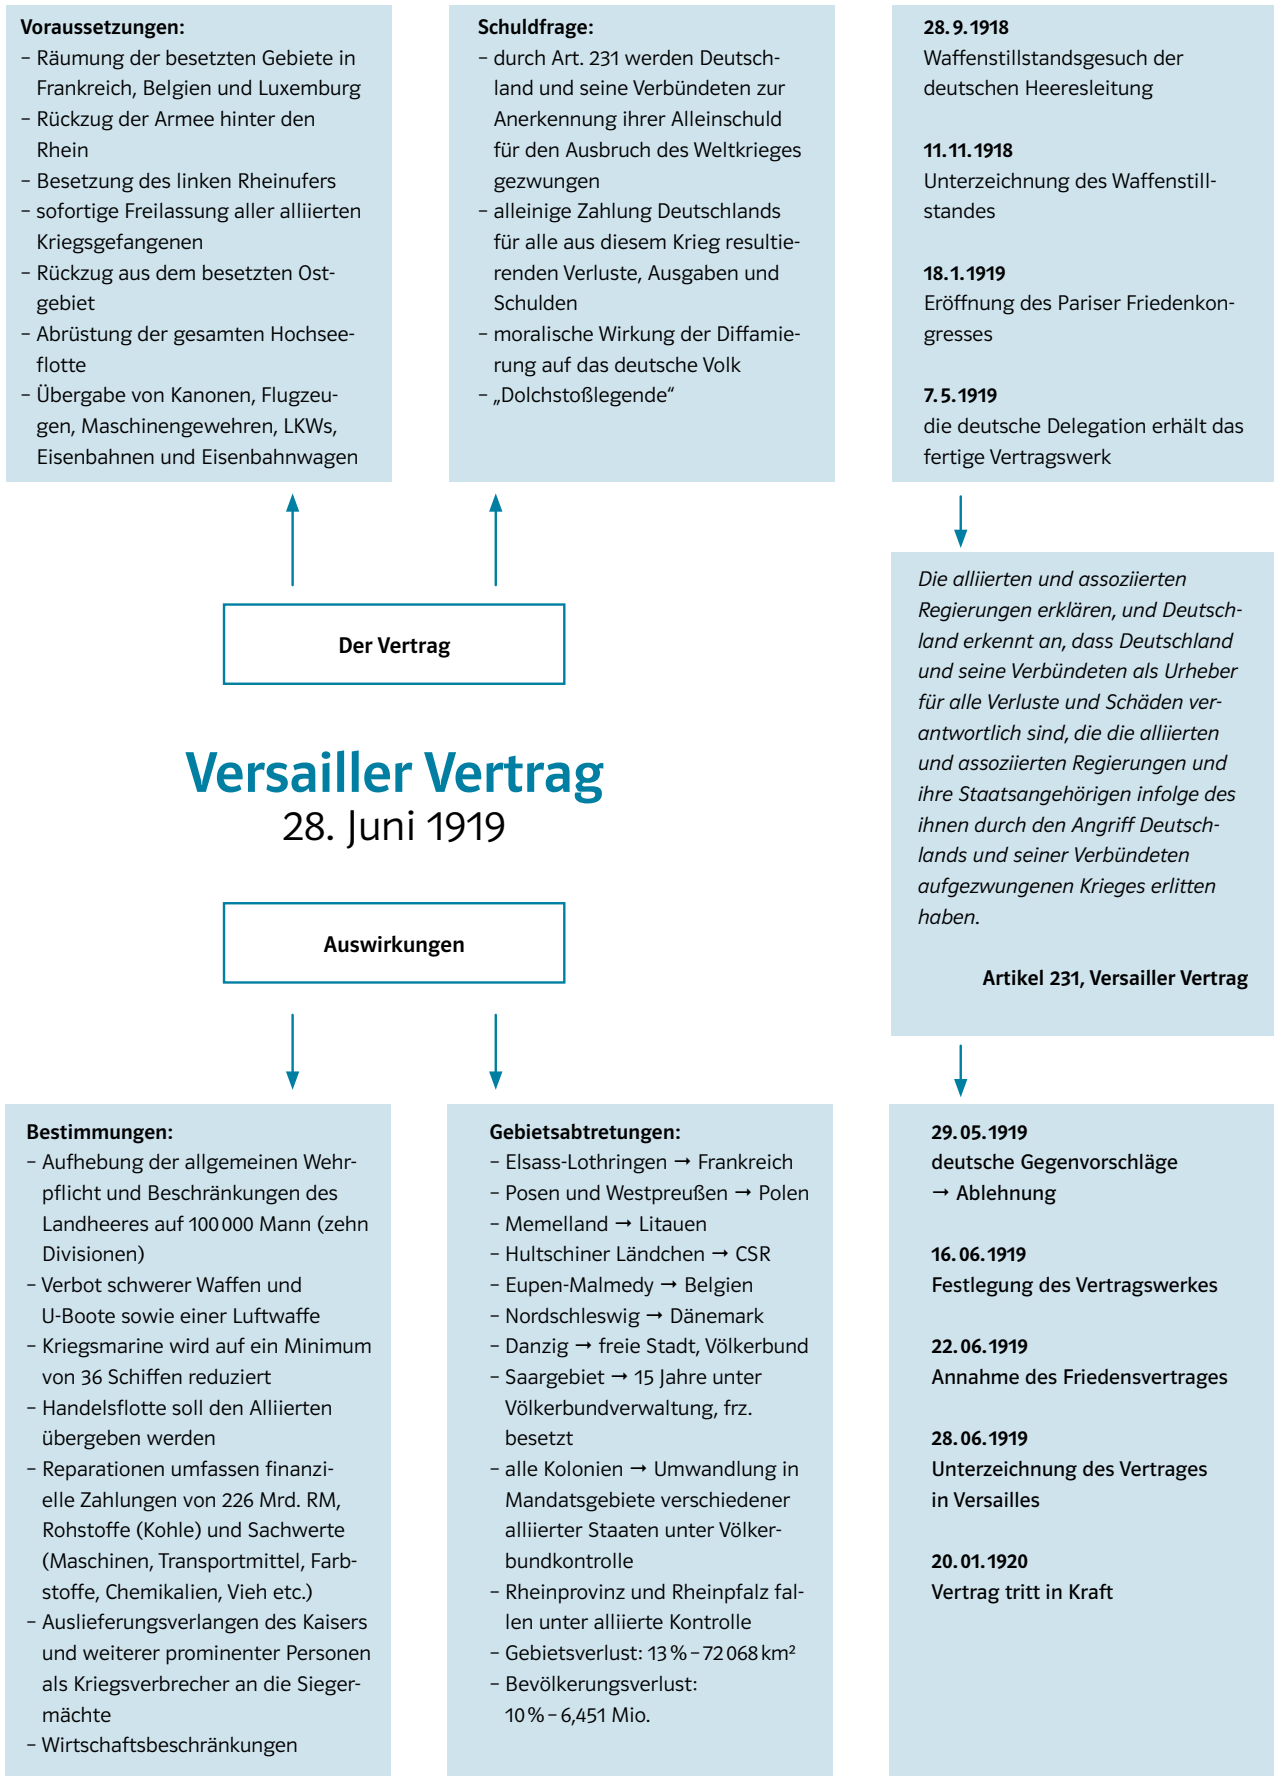 Voraussetzungen:
– Räumung der besetzten Gebiete in
Frankreich, Belgien und Luxemburg
– Rückzug der Armee hinter den
Rhein
– Besetzung des linken Rheinufers
– sofortige Freilassung aller alliierten
Kriegsgefangenen
– Rückzug aus dem besetzten Ost-
gebiet
– Abrüstung der gesamten Hochsee-
flotte
– Übergabe von Kanonen, Flugzeu-
gen, Maschinengewehren, LKWs,
Eisenbahnen und Eisenbahnwagen
Schuldfrage:
– durch Art. 231 werden Deutsch-
land und seine Verbündeten zur
Anerkennung ihrer Alleinschuld
für den Ausbruch des Weltkrieges
gezwungen
– alleinige Zahlung Deutschlands
für alle aus diesem Krieg resultie-
renden Verluste, Ausgaben und
Schulden
– moralische Wirkung der Diffamie-
rung auf das deutsche Volk
– „Dolchstoßlegende“
28. 9. 1918
Waffenstillstandsgesuch der
deutschen Heeresleitung
11. 11. 1918
Unterzeichnung des Waffenstill-
standes
18. 1. 1919
Eröffnung des Pariser Friedenkon-
gresses
7. 5. 1919
die deutsche Delegation erhält das
fertige Vertragswerk
Der Vertrag
Versailler Vertrag
28. Juni 1919
Auswirkungen
Die alliierten und assoziierten
Regierungen erklären, und Deutsch-
land erkennt an, dass Deutschland
und seine Verbündeten als Urheber
für alle Verluste und Schäden ver-
antwortlich sind, die die alliierten
und assoziierten Regierungen und
ihre Staatsangehörigen infolge des
ihnen durch den Angriff Deutsch-
lands und seiner Verbündeten
aufgezwungenen Krieges erlitten
haben.
Artikel 231, Versailler Vertrag
Bestimmungen:
– Aufhebung der allgemeinen Wehr-
pflicht und Beschränkungen des
Landheeres auf 100 000 Mann (zehn
Divisionen)
– Verbot schwerer Waffen und
U-Boote sowie einer Luftwaffe
– Kriegsmarine wird auf ein Minimum
von 36 Schiffen reduziert
– Handelsflotte soll den Alliierten
übergeben werden
– Reparationen umfassen finanzi-
elle Zahlungen von 226 Mrd. RM,
Rohstoffe (Kohle) und Sachwerte
(Maschinen, Transportmittel, Farb-
stoffe, Chemikalien, Vieh etc.)
– Auslieferungsverlangen des Kaisers
und weiterer prominenter Personen
als Kriegsverbrecher an die Sieger-
mächte
– Wirtschaftsbeschränkungen
Gebietsabtretungen:
– Elsass-Lothringen → Frankreich
– Posen und Westpreußen → Polen
– Memelland → Litauen
– Hultschiner Ländchen → CSR
– Eupen-Malmedy → Belgien
– Nordschleswig → Dänemark
– Danzig → freie Stadt, Völkerbund
– Saargebiet → 15 Jahre unter
Völkerbundverwaltung, frz.
besetzt
– alle Kolonien → Umwandlung in
Mandatsgebiete verschiedener
alliierter Staaten unter Völker-
bundkontrolle
– Rheinprovinz und Rheinpfalz fal-
len unter alliierte Kontrolle
– Gebietsverlust: 13 % – 72 068 km²
– Bevölkerungsverlust:
10 % – 6,451 Mio.
29. 05. 1919
deutsche Gegenvorschläge
→ Ablehnung
16. 06. 1919
Festlegung des Vertragswerkes
22. 06. 1919
Annahme des Friedensvertrages
28. 06. 1919
Unterzeichnung des Vertrages
in Versailles
20. 01. 1920
Vertrag tritt in Kraft